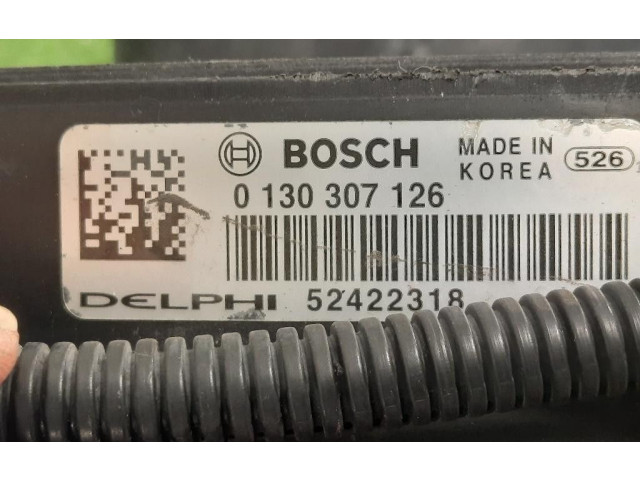 BOSCH MADE IN
KOREA 526
0 130 307 126
DELPHI 52422318